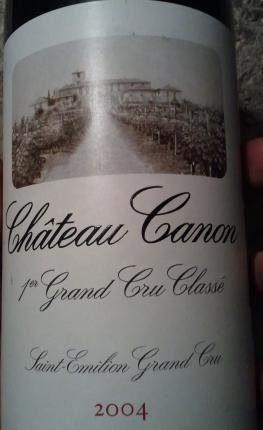 Château Canon
1er Grand Cru Classé
Saint-Emilion Grand Cru
2004